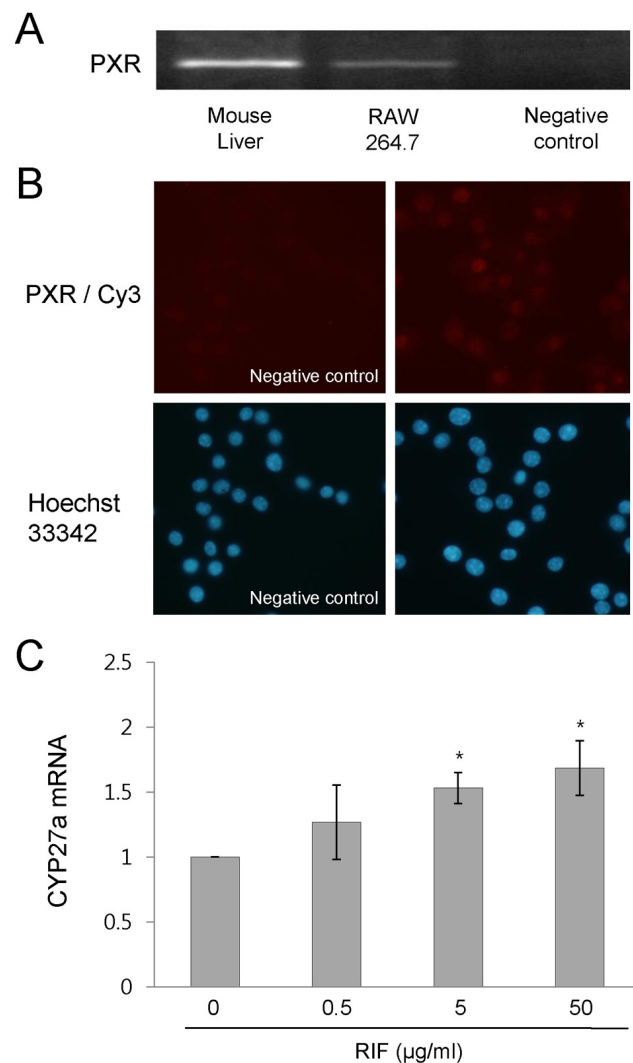 A
PXR
Mouse Liver
RAW 264.7
Negative control
B
PXR / Cy3
Negative control
Hoechst
33342
Negative control
C
CYP27a mRNA
2.5
2
1.5
1
0.5
0
*
*
0 0.5 5 50
RIF (µg/ml)